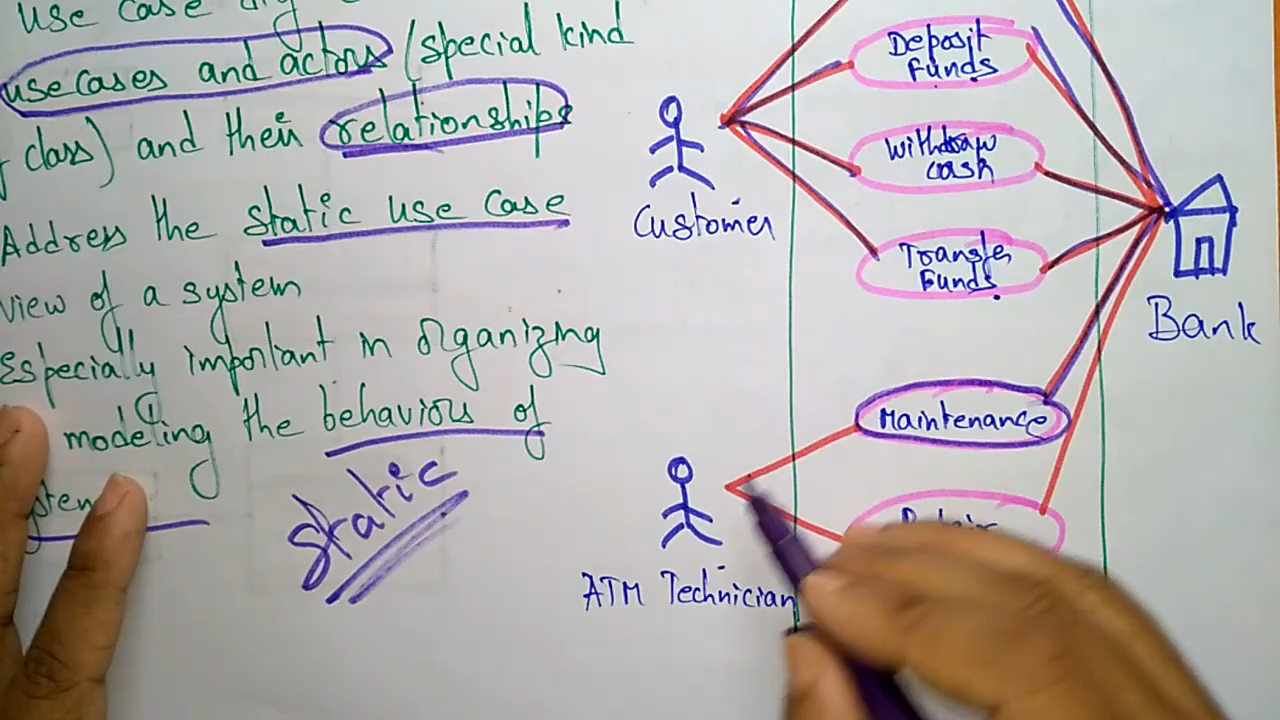 use case
use cases and actors (special kind
class) and their relationships
Address the static use case
view of a system
Especially important in organizing
modeling the behaviors of
static
Deposit
Funds
Withdraw
cash
Transfer
Funds
Customer
Bank
Maintenance
ATM Technician